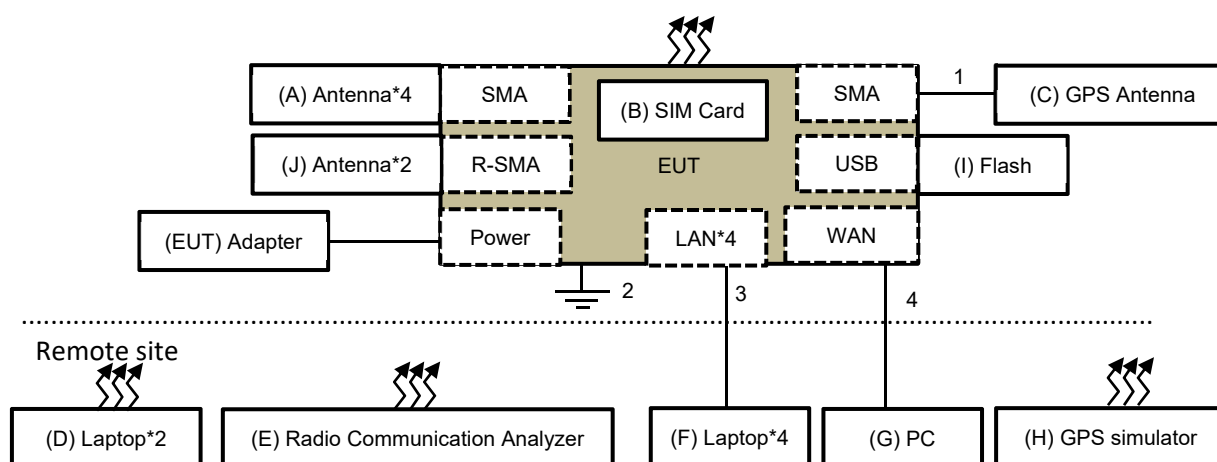 1
(A) Antenna*4
SMA
(B) SIM Card
SMA
(C) GPS Antenna
(J) Antenna*2
R-SMA
EUT
USB
(I) Flash
(EUT) Adapter
Power
LAN*4
WAN
2
3
4
Remote site
(D) Laptop*2
(E) Radio Communication Analyzer
(F) Laptop*4
(G) PC
(H) GPS simulator